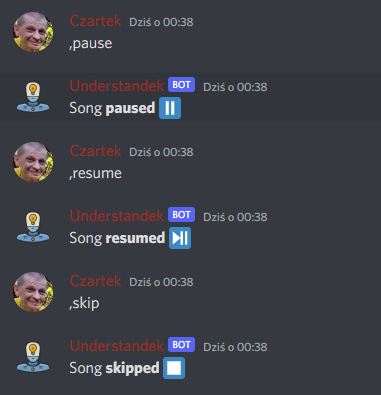 Czartek Dziś o 00:38
,pause
Understandek BOT Dziś o 00:38
Song paused ⏸
Czartek Dziś o 00:38
,resume
Understandek BOT Dziś o 00:38
Song resumed ⏯
Czartek Dziś o 00:38
,skip
Understandek BOT Dziś o 00:38
Song skipped ⏹